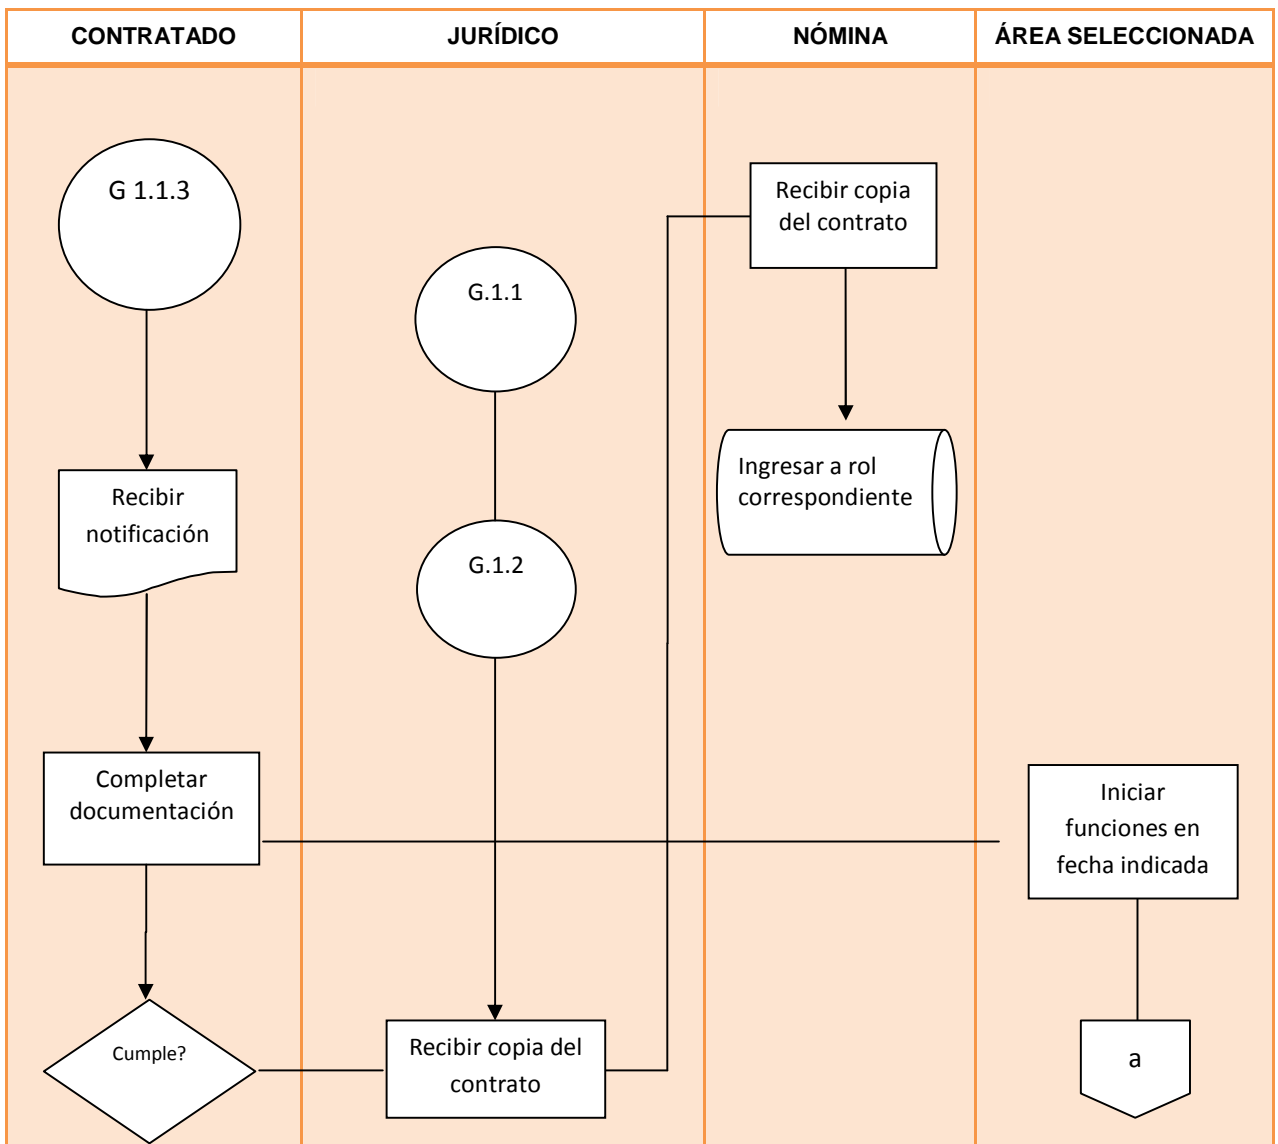 CONTRATADO
JURÍDICO
NÓMINA
ÁREA SELECCIONADA
G 1.1.3
Recibir
notificación
Completar
documentación
Cumple?
G.1.1
G.1.2
Recibir copia del
contrato
Recibir copia
del contrato
Ingresar a rol
correspondiente
Iniciar
funciones en
fecha indicada
a